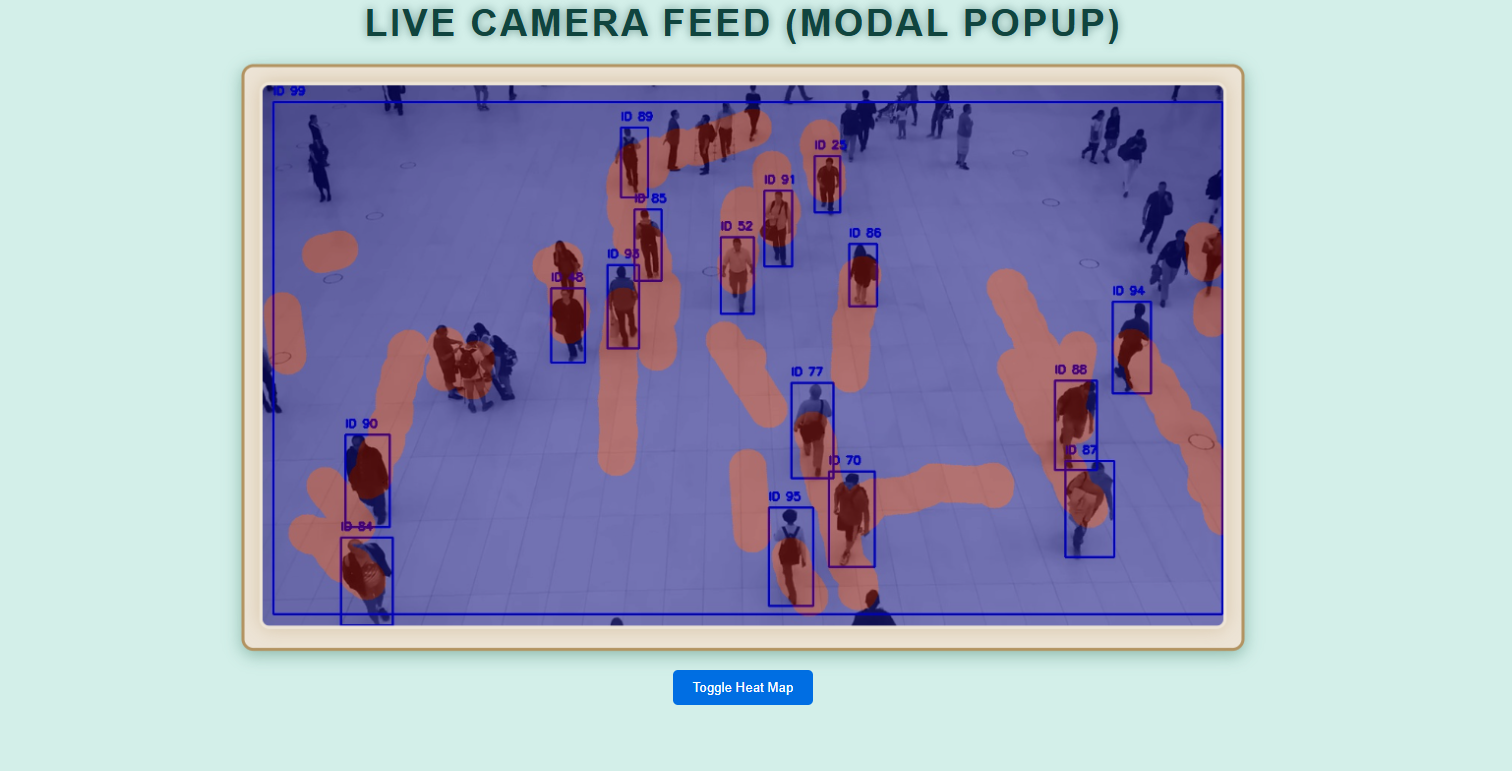 LIVE CAMERA FEED (MODAL POPUP)
ID 99
ID 89
ID 25
ID 91
ID 85
ID 52
ID 86
ID 93
ID 48
ID 94
ID 77
ID 88
ID 90
ID 87
ID 70
ID 95
ID 84
Toggle Heat Map